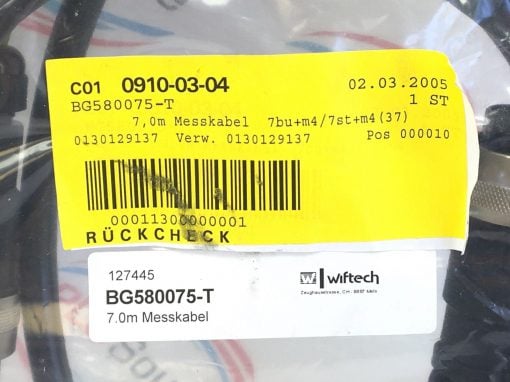 C01 0910-03-04 02.03.2005
BG580075-T 1 ST
7,0m Messkabel 7bu+m4/7st+m4(37)
0130129137 Verw. 0130129137 Pos 000010
00011300000001
RÜCKCHECK
127445
BG580075-T
7.0m Messkabel
wiftech